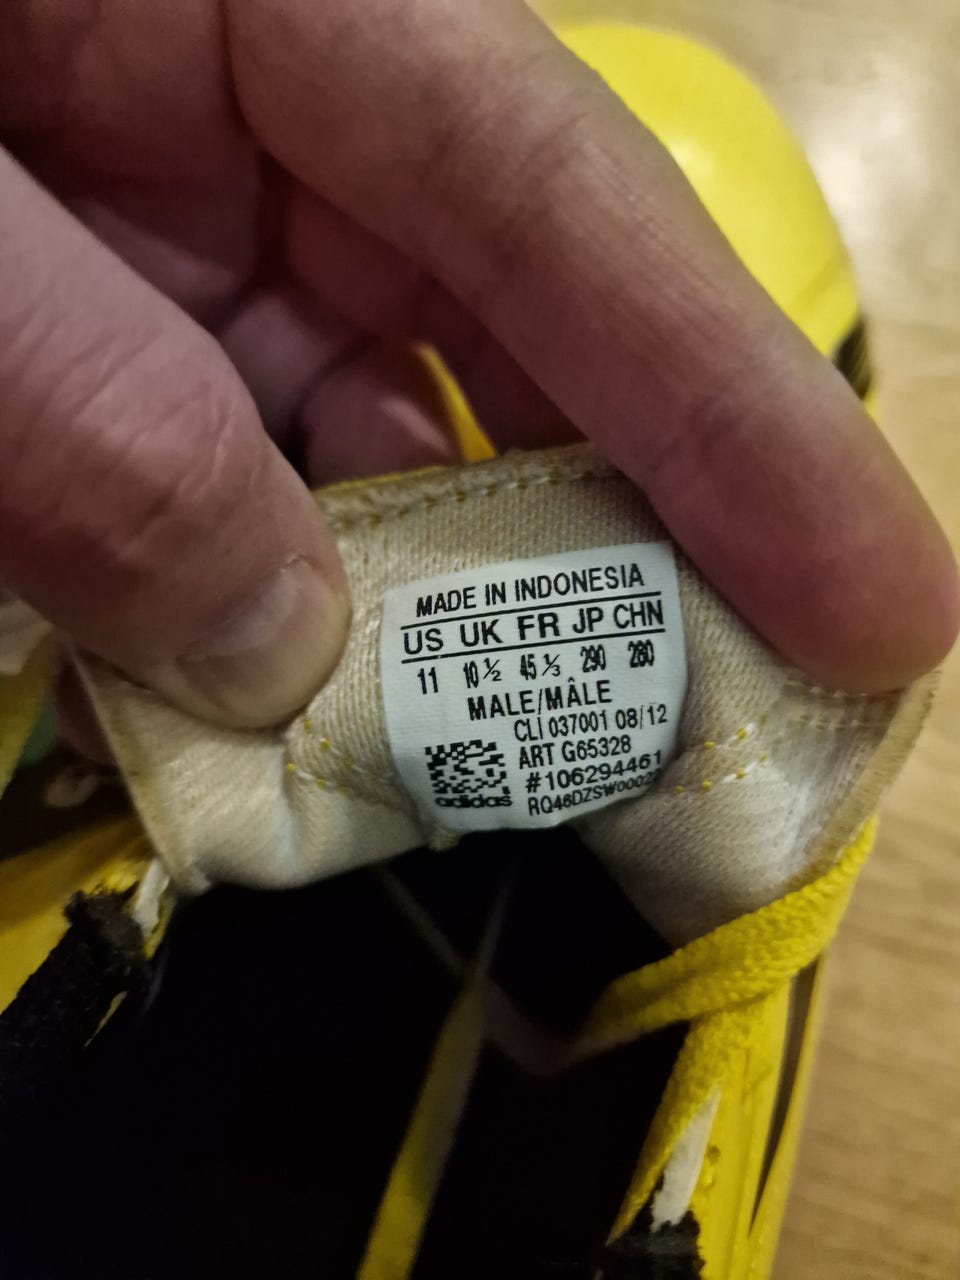 MADE IN INDONESIA
US UK FR JP CHN
11 10½ 45⅓ 290 280
MALE/MÂLE
CLI 037001 08/12
ART G65328
#106294461
adidas